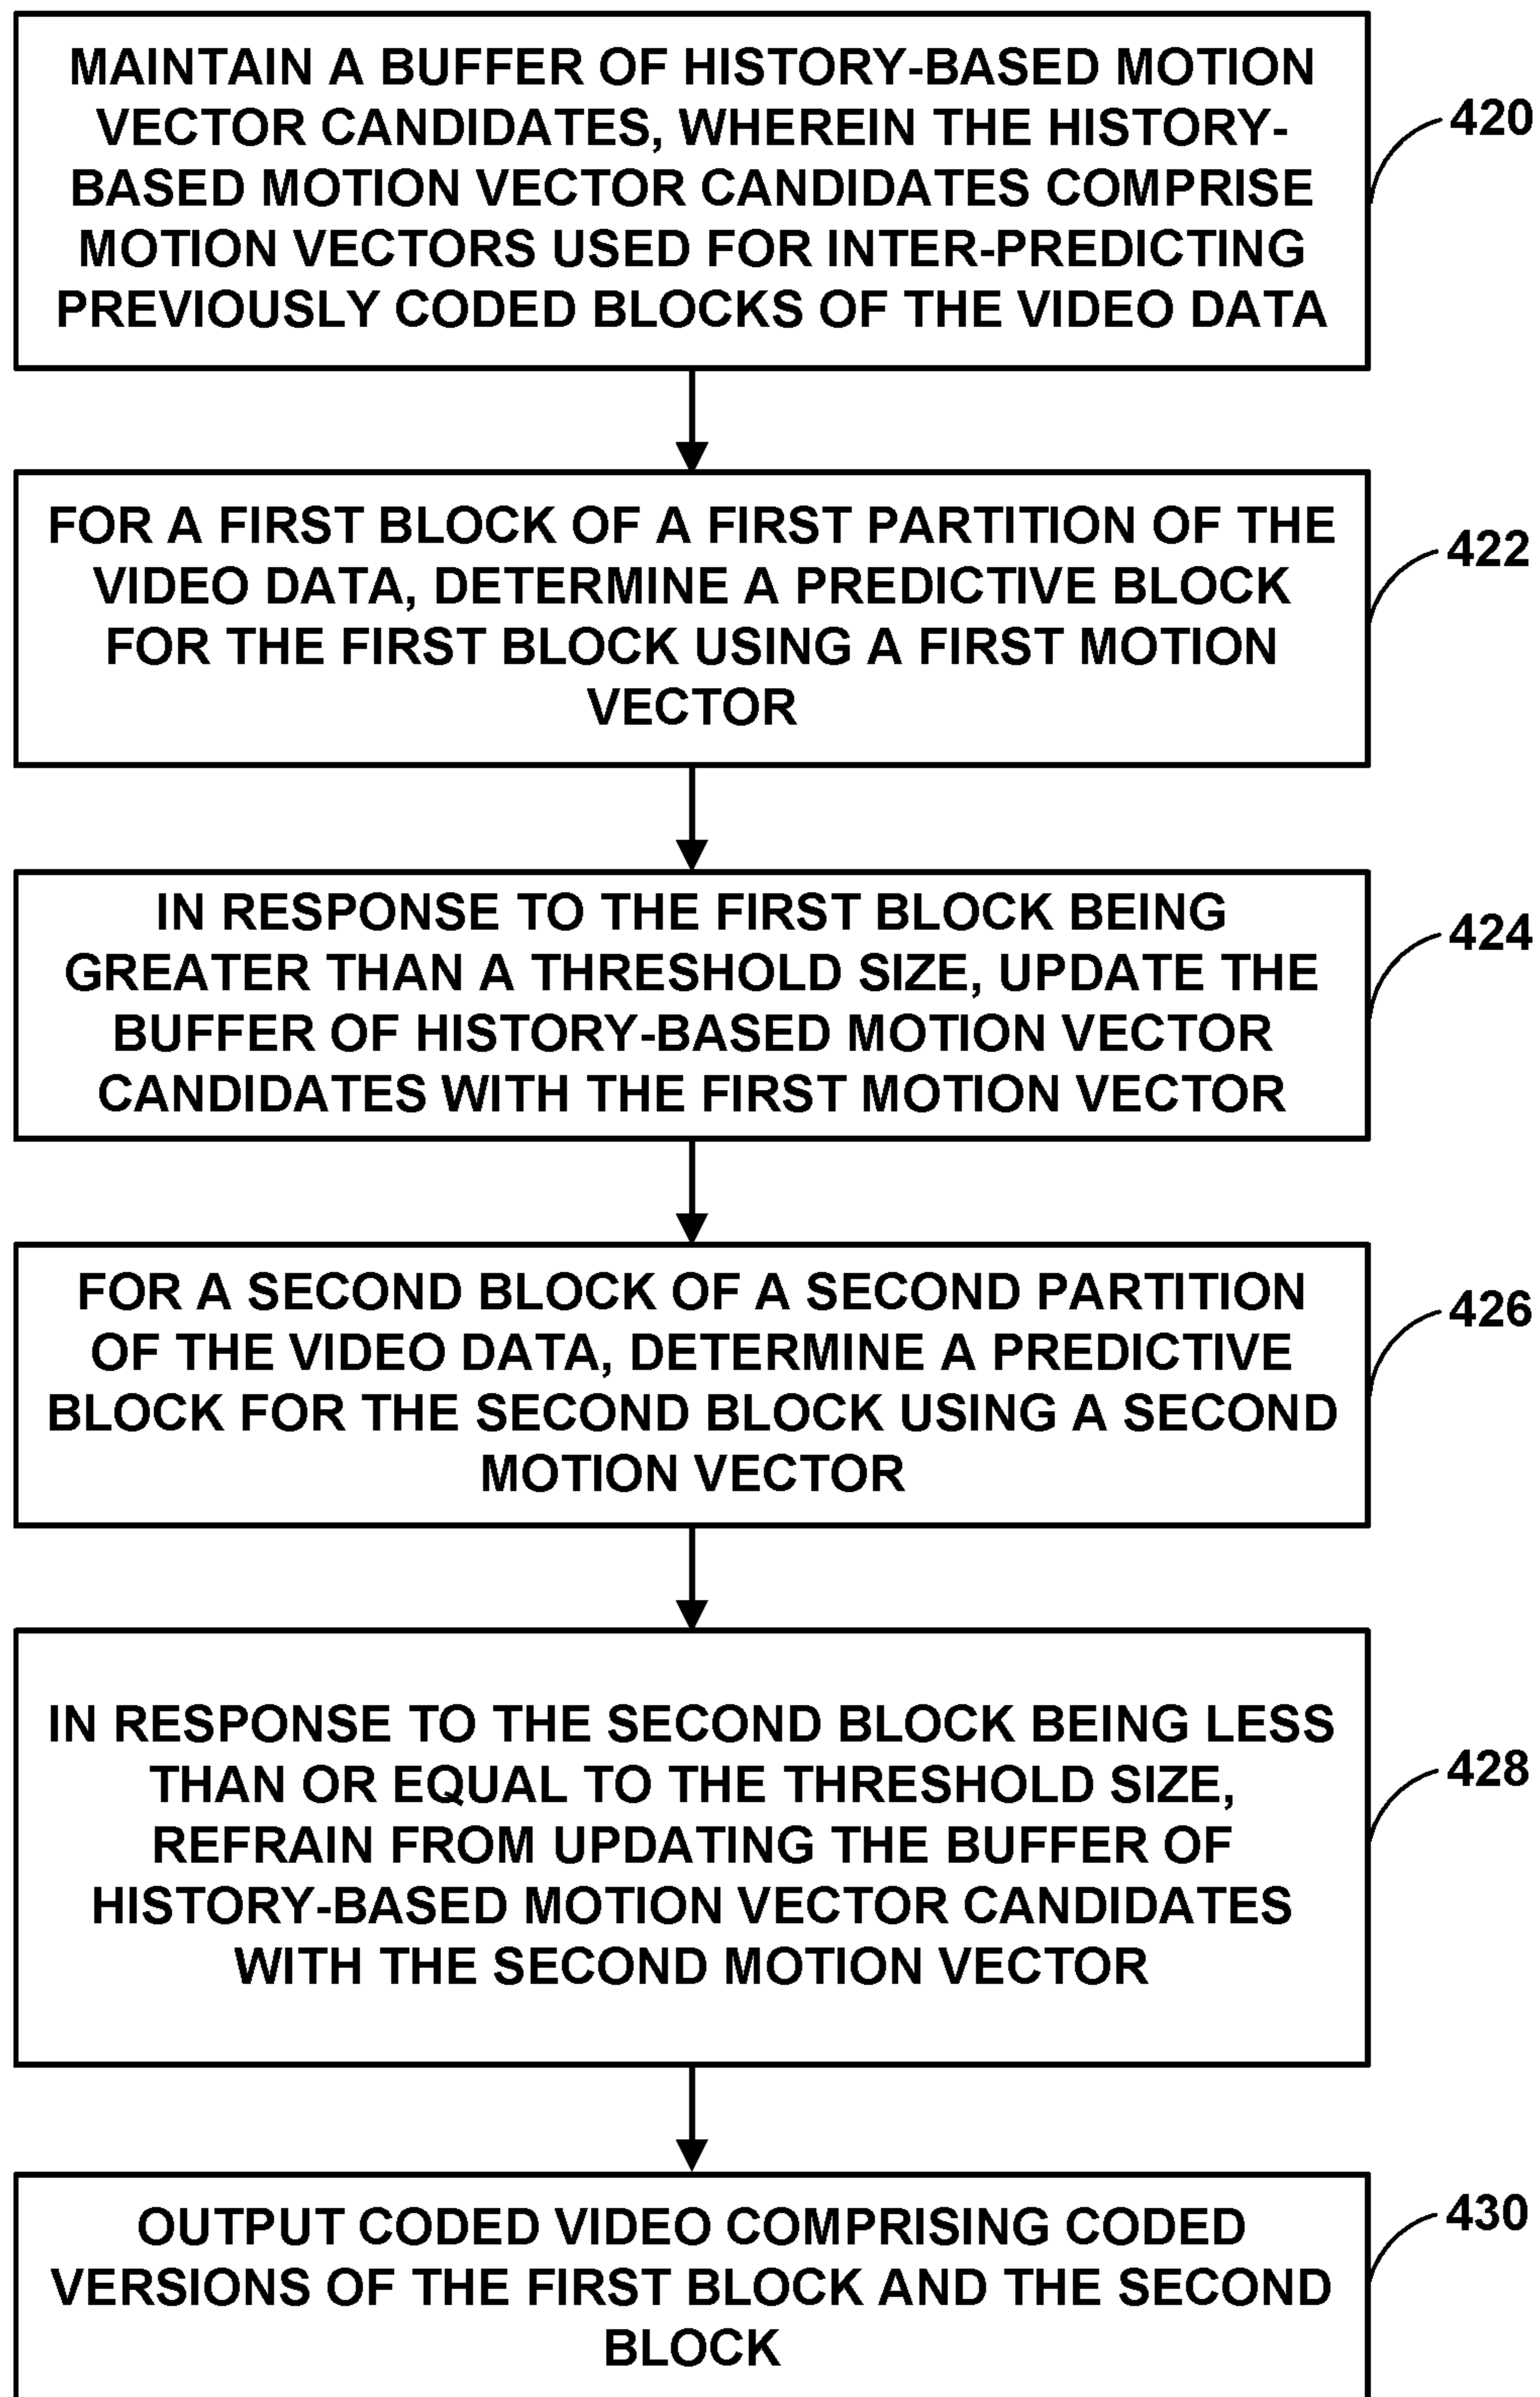 MAINTAIN A BUFFER OF HISTORY-BASED MOTION
VECTOR CANDIDATES, WHEREIN THE HISTORY-
BASED MOTION VECTOR CANDIDATES COMPRISE
MOTION VECTORS USED FOR INTER-PREDICTING
PREVIOUSLY CODED BLOCKS OF THE VIDEO DATA
420
FOR A FIRST BLOCK OF A FIRST PARTITION OF THE
VIDEO DATA, DETERMINE A PREDICTIVE BLOCK
FOR THE FIRST BLOCK USING A FIRST MOTION
VECTOR
422
IN RESPONSE TO THE FIRST BLOCK BEING
GREATER THAN A THRESHOLD SIZE, UPDATE THE
BUFFER OF HISTORY-BASED MOTION VECTOR
CANDIDATES WITH THE FIRST MOTION VECTOR
424
FOR A SECOND BLOCK OF A SECOND PARTITION
OF THE VIDEO DATA, DETERMINE A PREDICTIVE
BLOCK FOR THE SECOND BLOCK USING A SECOND
MOTION VECTOR
426
IN RESPONSE TO THE SECOND BLOCK BEING LESS
THAN OR EQUAL TO THE THRESHOLD SIZE,
REFRAIN FROM UPDATING THE BUFFER OF
HISTORY-BASED MOTION VECTOR CANDIDATES
WITH THE SECOND MOTION VECTOR
428
OUTPUT CODED VIDEO COMPRISING CODED
VERSIONS OF THE FIRST BLOCK AND THE SECOND
BLOCK
430